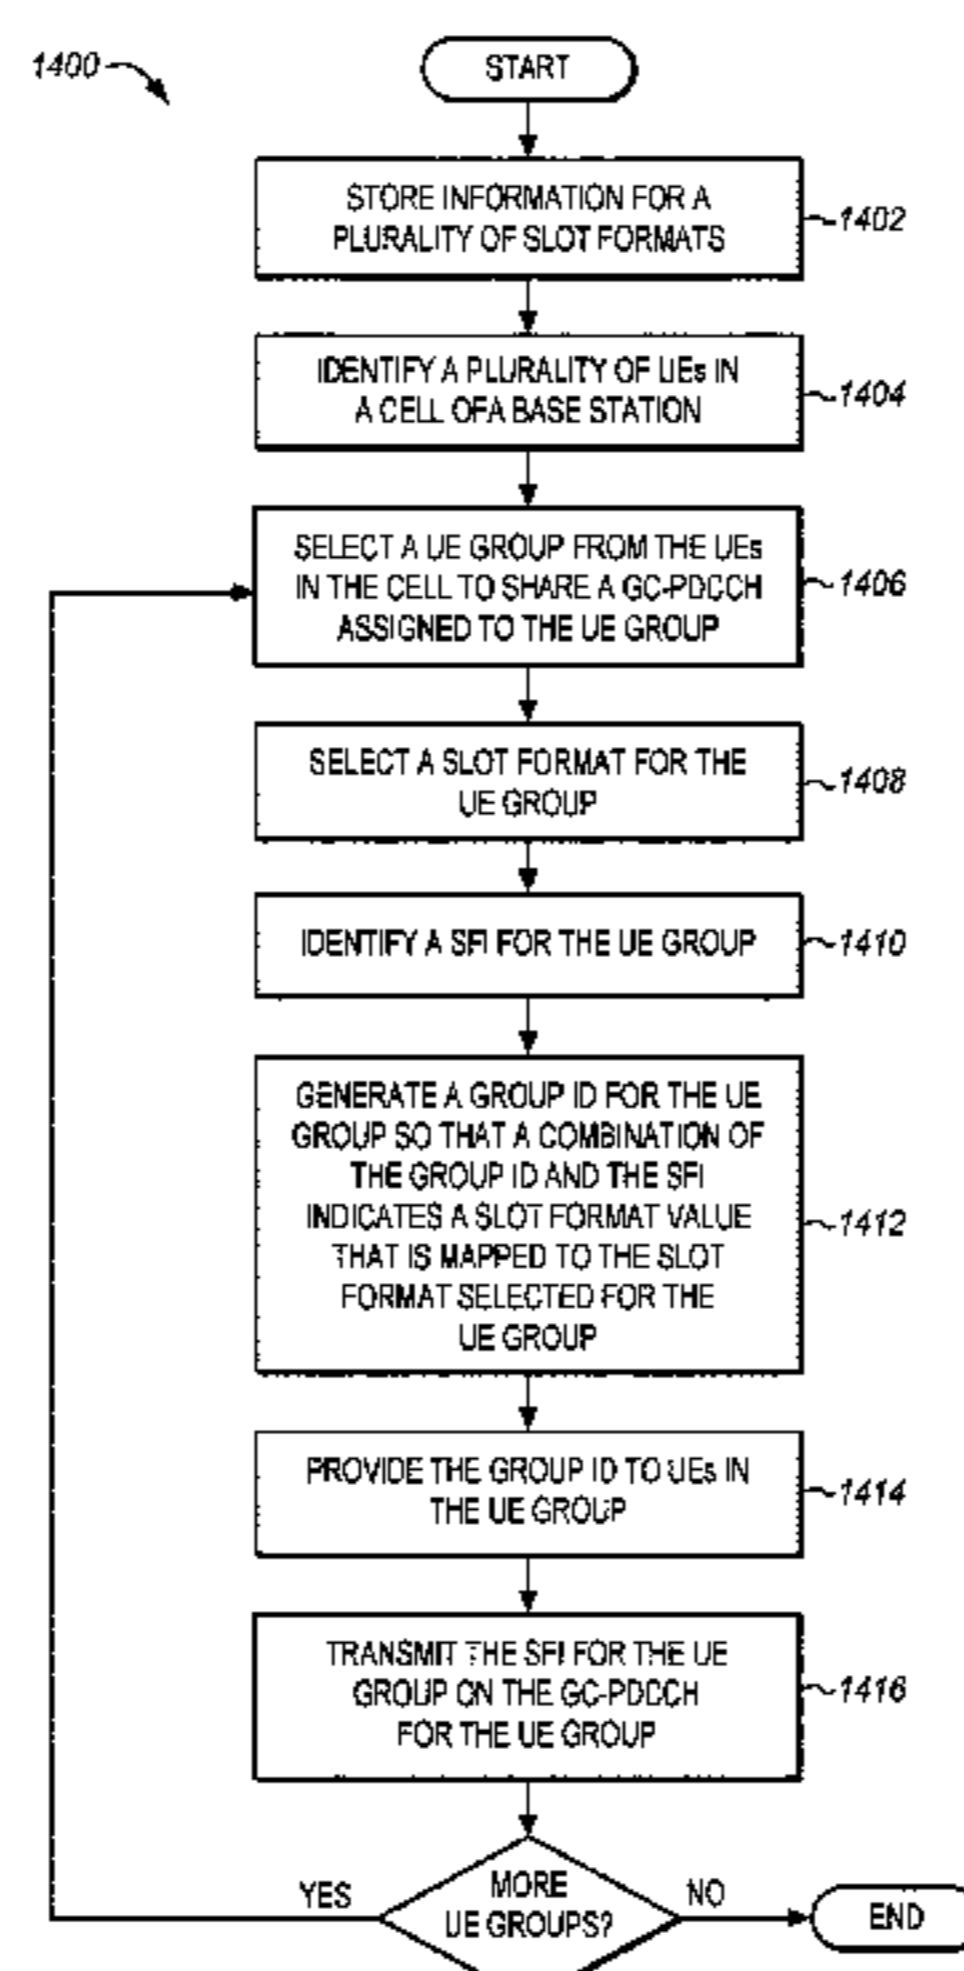 1400
START
STORE INFORMATION FOR A
PLURALITY OF SLOT FORMATS
1402
IDENTIFY A PLURALITY OF UEs IN
A CELL OFA BASE STATION
1404
SELECT A UE GROUP FROM THE UEs
IN THE CELL TO SHARE A GC-PDCCH
ASSIGNED TO THE UE GROUP
1406
SELECT A SLOT FORMAT FOR THE
UE GROUP
1408
IDENTIFY A SFI FOR THE UE GROUP
1410
GENERATE A GROUP ID FOR THE UE
GROUP SO THAT A COMBINATION OF
THE GROUP ID AND THE SFI
INDICATES A SLOT FORMAT VALUE
THAT IS MAPPED TO THE SLOT
FORMAT SELECTED FOR THE
UE GROUP
1412
PROVIDE THE GROUP ID TO UEs IN
THE UE GROUP
1414
TRANSMIT THE SFI FOR THE UE
GROUP ON THE GC-PDCCH
FOR THE UE GROUP
1416
MORE
UE GROUPS?
YES
NO
END